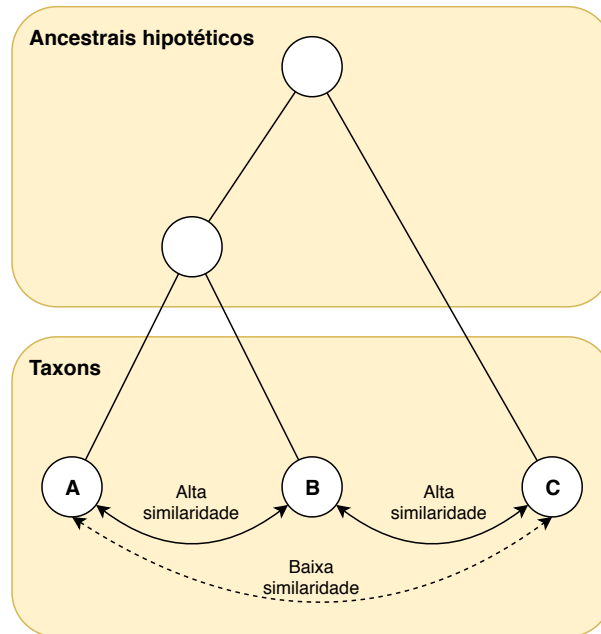 Ancestrais hipotéticos
Taxons
A
Alta
similaridade
B
Alta
similaridade
C
Baixa
similaridade